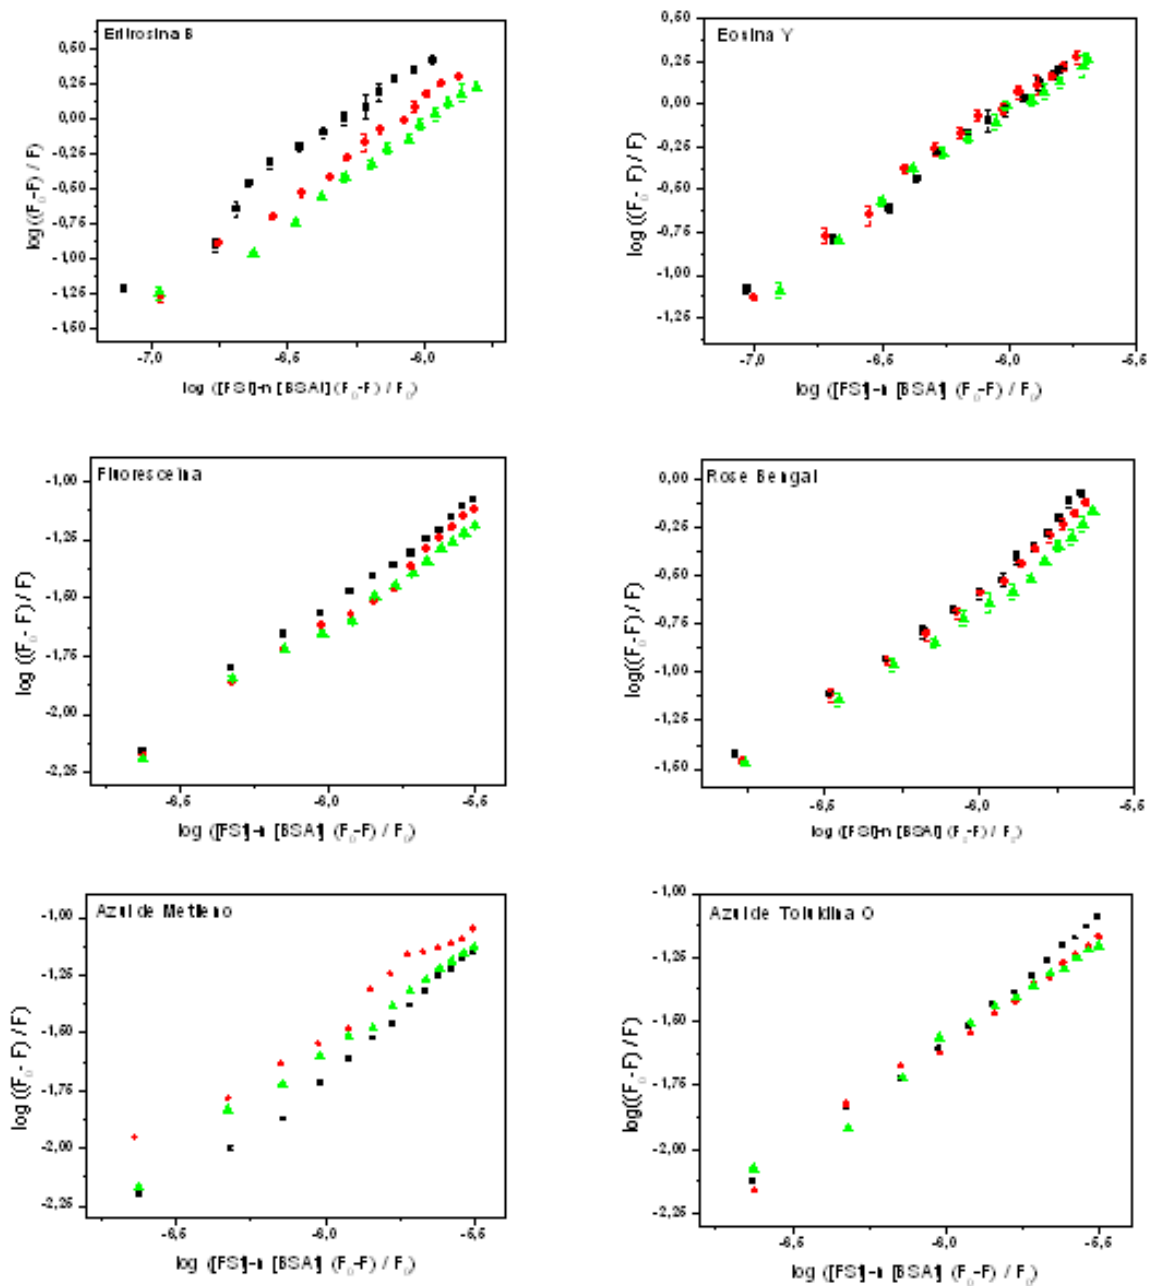 Eritrosina B
log ((F₀-F) / F)
0,50
0,25
0,00
-0,25
-0,50
-0,75
-1,00
-1,25
-1,50
-7,0 -6,5 -6,0
log ([FS]-n [BSA] (F₀-F) / F₀)
Eosina Y
log ((F₀- F) / F)
0,50
0,25
0,00
-0,25
-0,50
-0,75
-1,00
-1,25
-7,0 -6,5 -6,0 -5,5
log ([FS]-n [BSA] (F₀-F) / F₀)
Fluoresceína
log ((F₀- F) / F)
-1,00
-1,25
-1,50
-1,75
-2,00
-2,25
-6,5 -6,0 -5,5
log ([FS]-n [BSA] (F₀-F) / F₀)
Rose Bengal
log((F₀-F) / F)
0,00
-0,25
-0,50
-0,75
-1,00
-1,25
-1,50
-6,5 -6,0 -5,5
log ([FS]-n [BSA] (F₀-F) / F₀)
Azul de Metileno
log ((F₀- F) / F)
-1,00
-1,25
-1,50
-1,75
-2,00
-2,25
-6,5 -6,0 -5,5
log ([FS]-n [BSA] (F₀-F) / F₀)
Azul de Toluidina O
log((F₀-F) / F)
-1,00
-1,25
-1,50
-1,75
-2,00
-2,25
-6,5 -6,0 -5,5
log ([FS]-n [BSA] (F₀-F) / F₀)